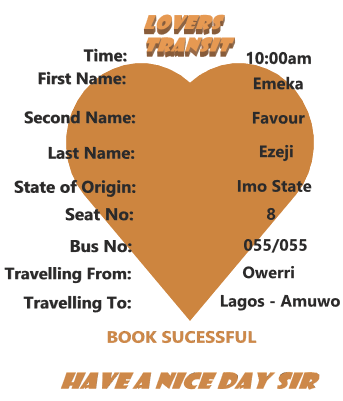 LOVERS
TRANSIT
Time: 10:00am
First Name: Emeka
Second Name: Favour
Last Name: Ezeji
State of Origin: Imo State
Seat No: 8
Bus No: 055/055
Travelling From: Owerri
Travelling To: Lagos - Amuwo
BOOK SUCESSFUL
HAVE A NICE DAY SIR